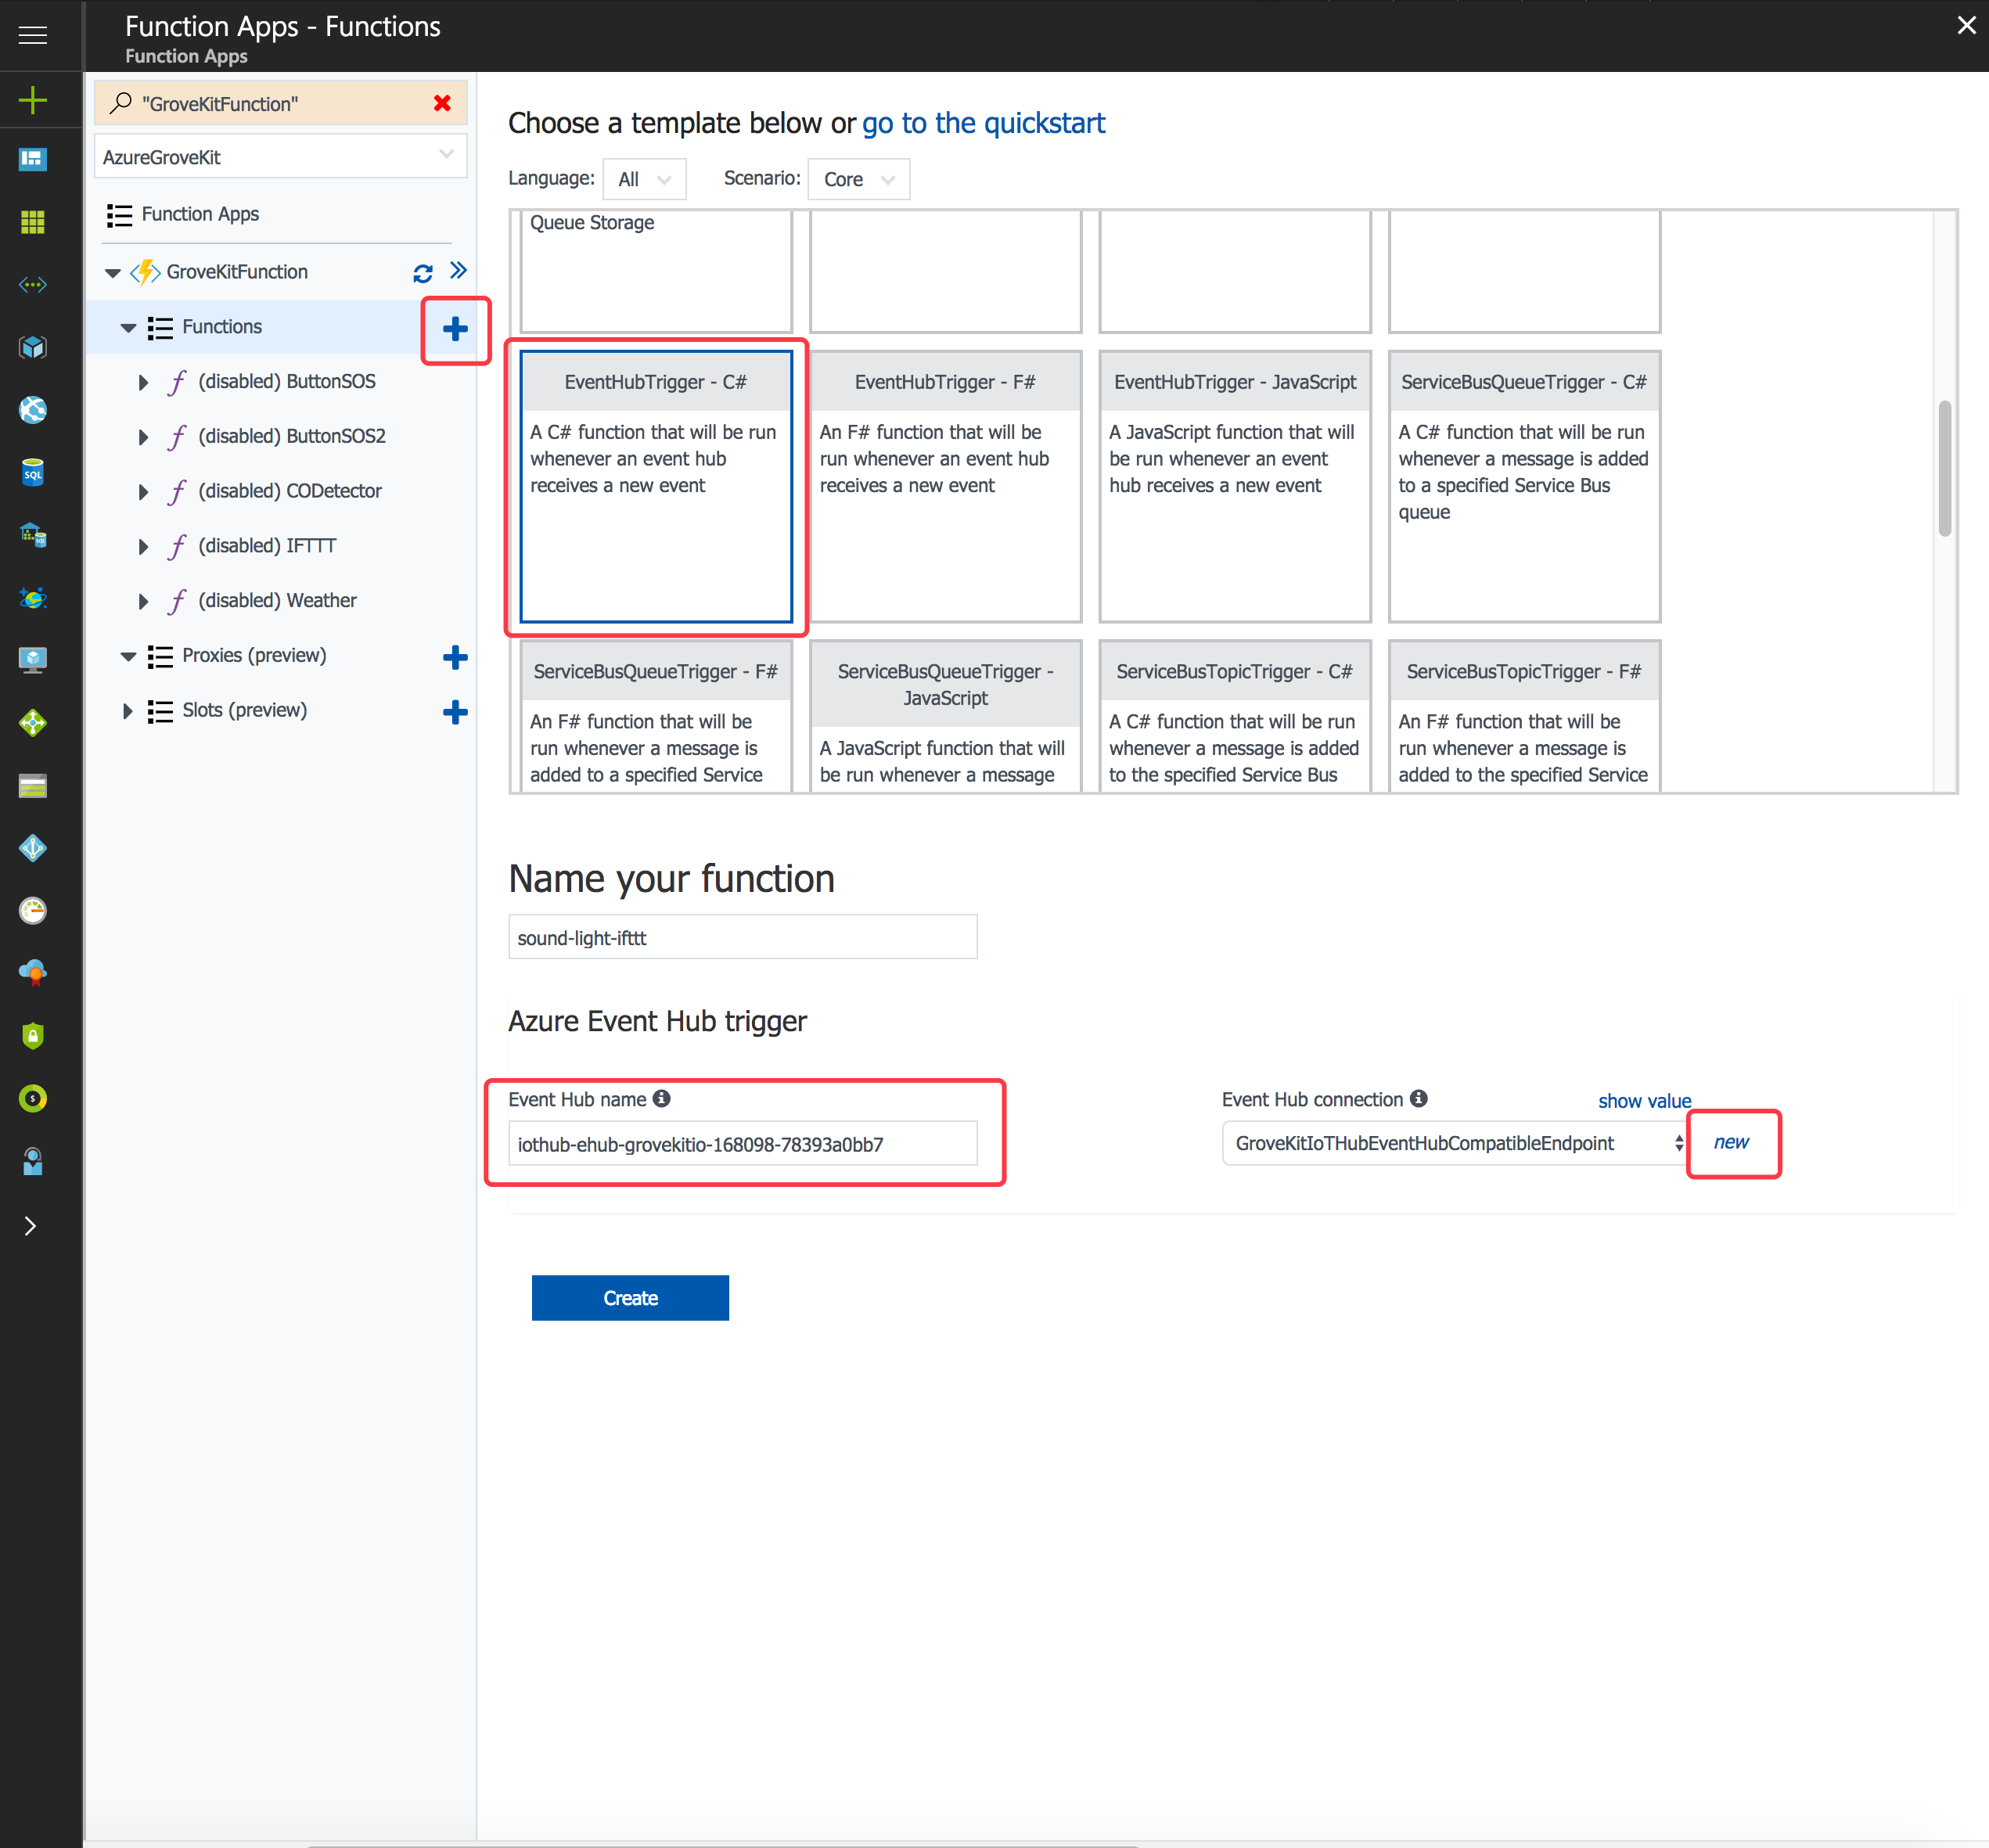 Function Apps - Functions
Function Apps
"GroveKitFunction"
AzureGroveKit
Function Apps
GroveKitFunction
Functions
(disabled) ButtonSOS
(disabled) ButtonSOS2
(disabled) CODetector
(disabled) IFTTT
(disabled) Weather
Proxies (preview)
Slots (preview)
Choose a template below or go to the quickstart
Language: All Scenario: Core
Queue Storage
EventHubTrigger - C#
A C# function that will be run
whenever an event hub
receives a new event
EventHubTrigger - F#
An F# function that will be
run whenever an event hub
receives a new event
EventHubTrigger - JavaScript
A JavaScript function that will
be run whenever an event
hub receives a new event
ServiceBusQueueTrigger - C#
A C# function that will be run
whenever a message is added
to a specified Service Bus
queue
ServiceBusQueueTrigger - F#
An F# function that will be
run whenever a message is
added to a specified Service
ServiceBusQueueTrigger -
JavaScript
A JavaScript function that will
be run whenever a message
ServiceBusTopicTrigger - C#
A C# function that will be run
whenever a message is added
to the specified Service Bus
ServiceBusTopicTrigger - F#
An F# function that will be
run whenever a message is
added to the specified Service
Name your function
sound-light-ifttt
Azure Event Hub trigger
Event Hub name
iothub-ehub-grovekitio-168098-78393a0bb7
Event Hub connection
show value
GroveKitIoTHubEventHubCompatibleEndpoint
new
Create
SQL
SQL
$